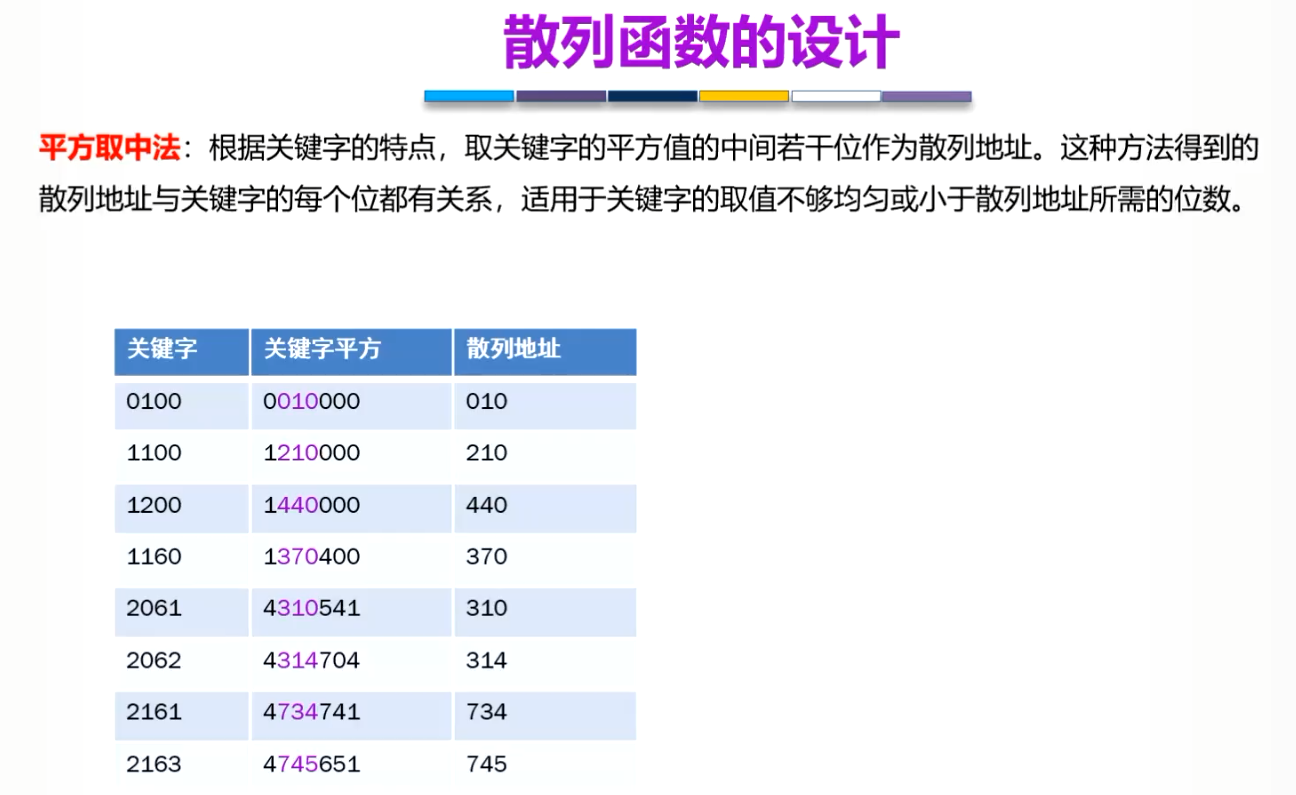 散列函数的设计
平方取中法：根据关键字的特点，取关键字的平方值的中间若干位作为散列地址。这种方法得到的
散列地址与关键字的每个位都有关系，适用于关键字的取值不够均匀或小于散列地址所需的位数。
关键字 关键字平方 散列地址
0100 0010000 010
1100 1210000 210
1200 1440000 440
1160 1370400 370
2061 4310541 310
2062 4314704 314
2161 4734741 734
2163 4745651 745